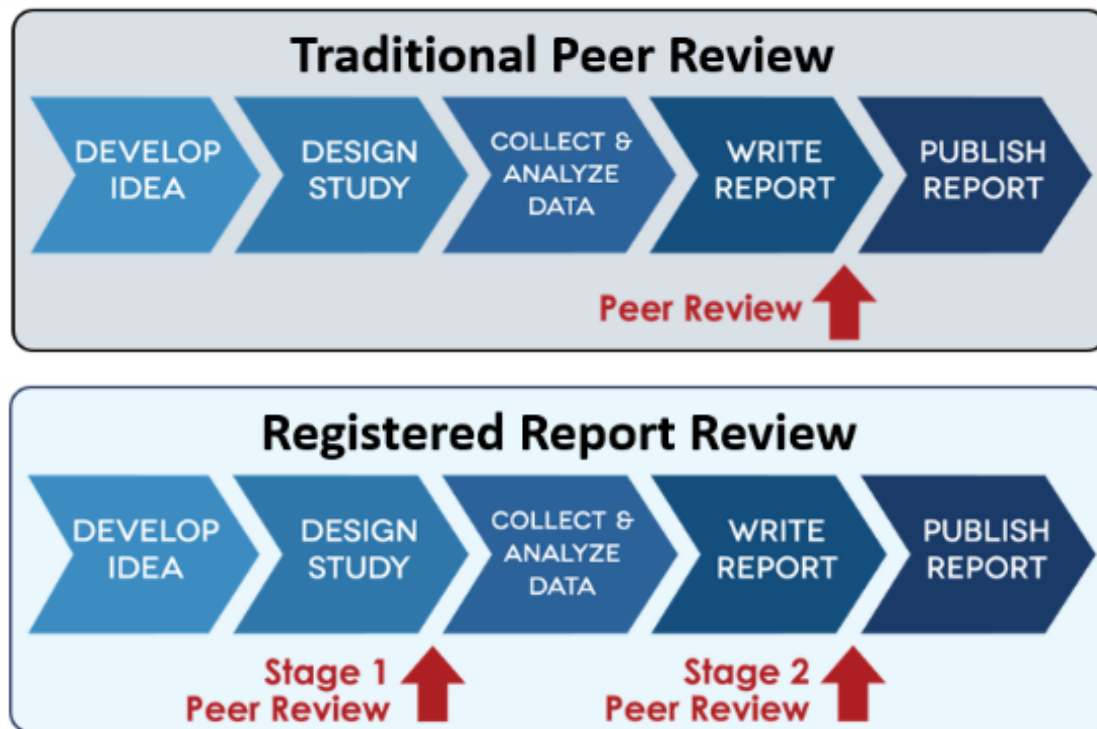 Traditional Peer Review
DEVELOP
IDEA
DESIGN
STUDY
COLLECT &
ANALYZE
DATA
WRITE
REPORT
PUBLISH
REPORT
Peer Review
Registered Report Review
DEVELOP
IDEA
DESIGN
STUDY
COLLECT &
ANALYZE
DATA
WRITE
REPORT
PUBLISH
REPORT
Stage 1
Peer Review
Stage 2
Peer Review